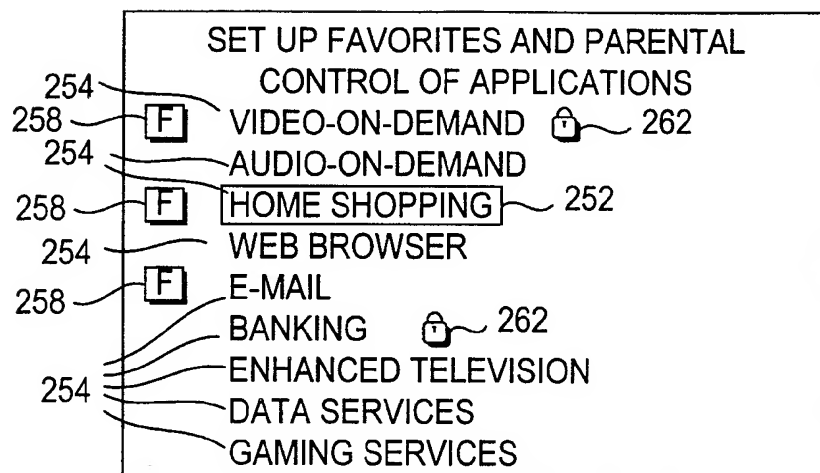 SET UP FAVORITES AND PARENTAL
CONTROL OF APPLICATIONS
254
258 F VIDEO-ON-DEMAND 262
254 AUDIO-ON-DEMAND
258 F HOME SHOPPING 252
254 WEB BROWSER
258 F E-MAIL
BANKING 262
254 ENHANCED TELEVISION
DATA SERVICES
GAMING SERVICES